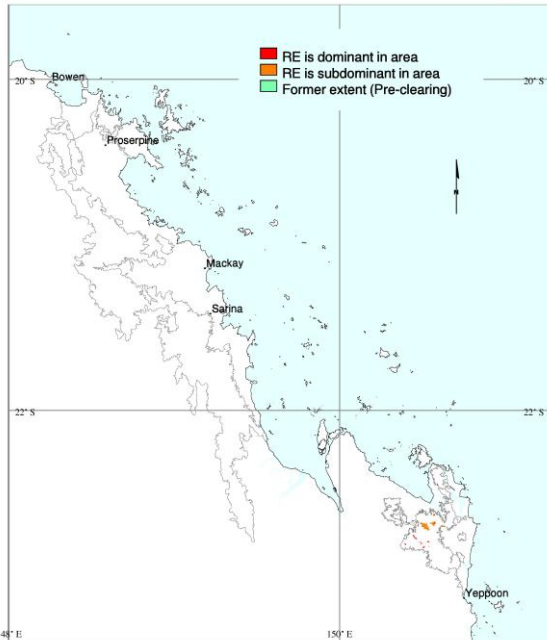 RE is dominant in area
RE is subdominant in area
Former extent (Pre-clearing)
20° S
Bowen
20° S
Proserpine
N
Mackay
Sarina
22° S
22° S
Yeppoon
48° E
150° E